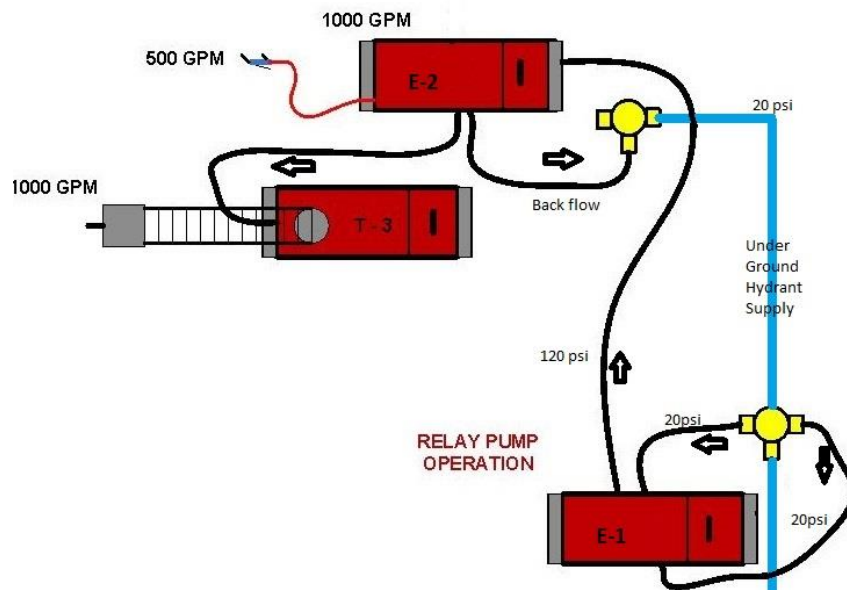 1000 GPM
500 GPM
E-2
20 psi
1000 GPM
T - 3
Back flow
Under
Ground
Hydrant
Supply
120 psi
20psi
RELAY PUMP
OPERATION
20psi
E-1